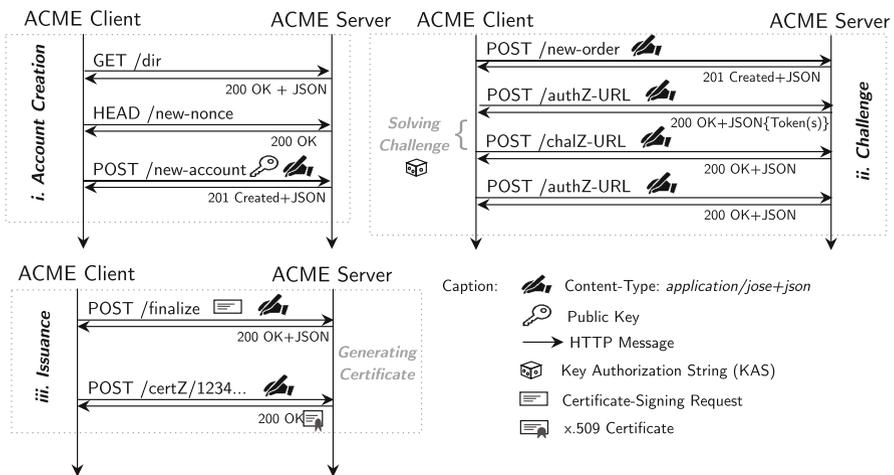 ACME Client
ACME Server
i. Account Creation
GET /dir
200 OK + JSON
HEAD /new-nonce
200 OK
POST /new-account
201 Created+JSON
ACME Client
ACME Server
ii. Challenge
POST /new-order
201 Created+JSON
POST /authZ-URL
200 OK+JSON{Token(s)}
Solving
Challenge
{
POST /chalZ-URL
200 OK+JSON
POST /authZ-URL
200 OK+JSON
ACME Client
ACME Server
iii. Issuance
POST /finalize
200 OK+JSON
Generating
Certificate
POST /certZ/1234...
200 OK
Caption:
Content-Type: application/jose+json
Public Key
HTTP Message
Key Authorization String (KAS)
Certificate-Signing Request
x.509 Certificate